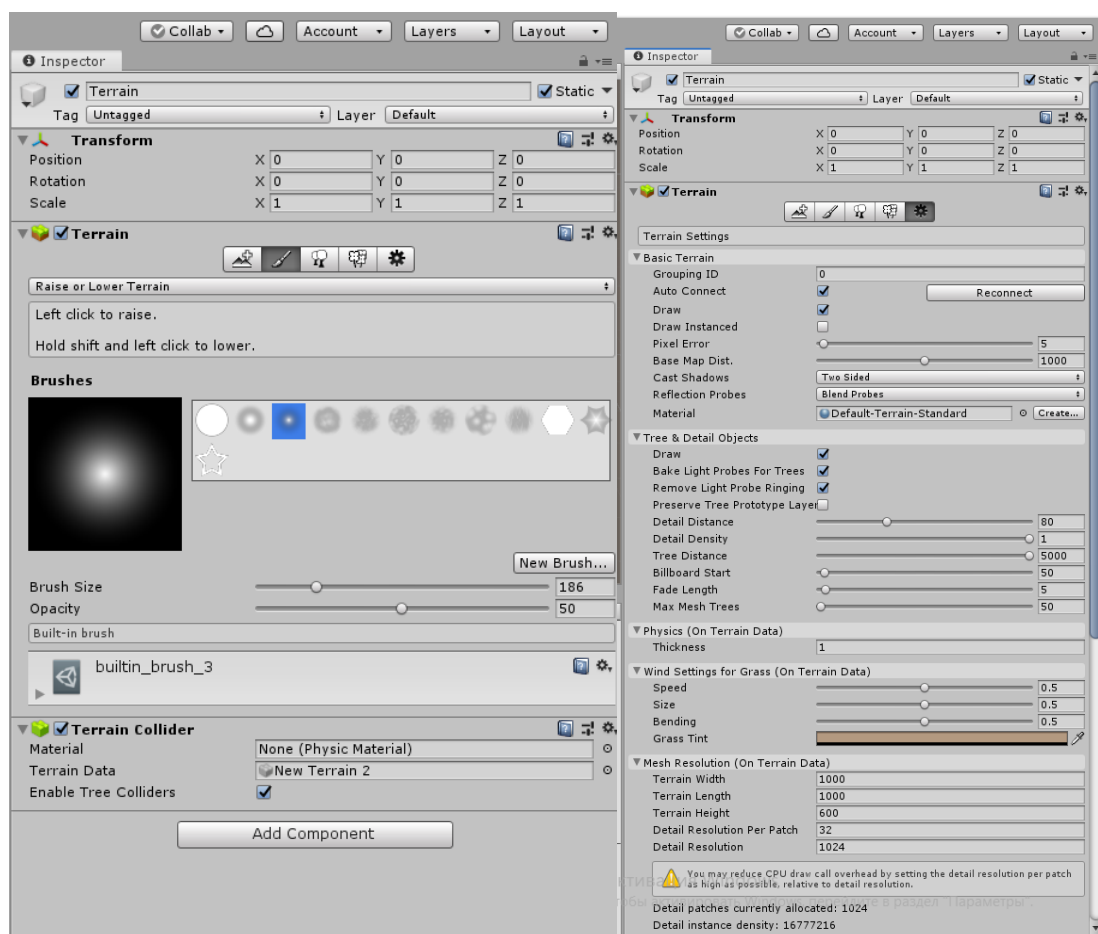 Collab Account Layers Layout
Inspector
Terrain Static
Tag Untagged Layer Default
Transform
Position X 0 Y 0 Z 0
Rotation X 0 Y 0 Z 0
Scale X 1 Y 1 Z 1
Terrain
Raise or Lower Terrain
Left click to raise.
Hold shift and left click to lower.
Brushes
New Brush...
Brush Size 186
Opacity 50
Built-in brush
builtin_brush_3
Terrain Collider
Material None (Physic Material)
Terrain Data New Terrain 2
Enable Tree Colliders
Add Component
Collab Account Layers Layout
Inspector
Terrain Static
Tag Untagged Layer Default
Transform
Position X 0 Y 0 Z 0
Rotation X 0 Y 0 Z 0
Scale X 1 Y 1 Z 1
Terrain
Terrain Settings
Basic Terrain
Grouping ID 0
Auto Connect Reconnect
Draw
Draw Instanced
Pixel Error 5
Base Map Dist. 1000
Cast Shadows Two Sided
Reflection Probes Blend Probes
Material Default-Terrain-Standard Create...
Tree & Detail Objects
Draw
Bake Light Probes For Trees
Remove Light Probe Ringing
Preserve Tree Prototype Layer
Detail Distance 80
Detail Density 1
Tree Distance 5000
Billboard Start 50
Fade Length 5
Max Mesh Trees 50
Physics (On Terrain Data)
Thickness 1
Wind Settings for Grass (On Terrain Data)
Speed 0.5
Size 0.5
Bending 0.5
Grass Tint
Mesh Resolution (On Terrain Data)
Terrain Width 1000
Terrain Length 1000
Terrain Height 600
Detail Resolution Per Patch 32
Detail Resolution 1024
You may reduce CPU draw call overhead by setting the detail resolution per patch
as high as possible, relative to detail resolution.
Detail patches currently allocated: 1024
в раздел "Параметры".
Detail instance density: 16777216